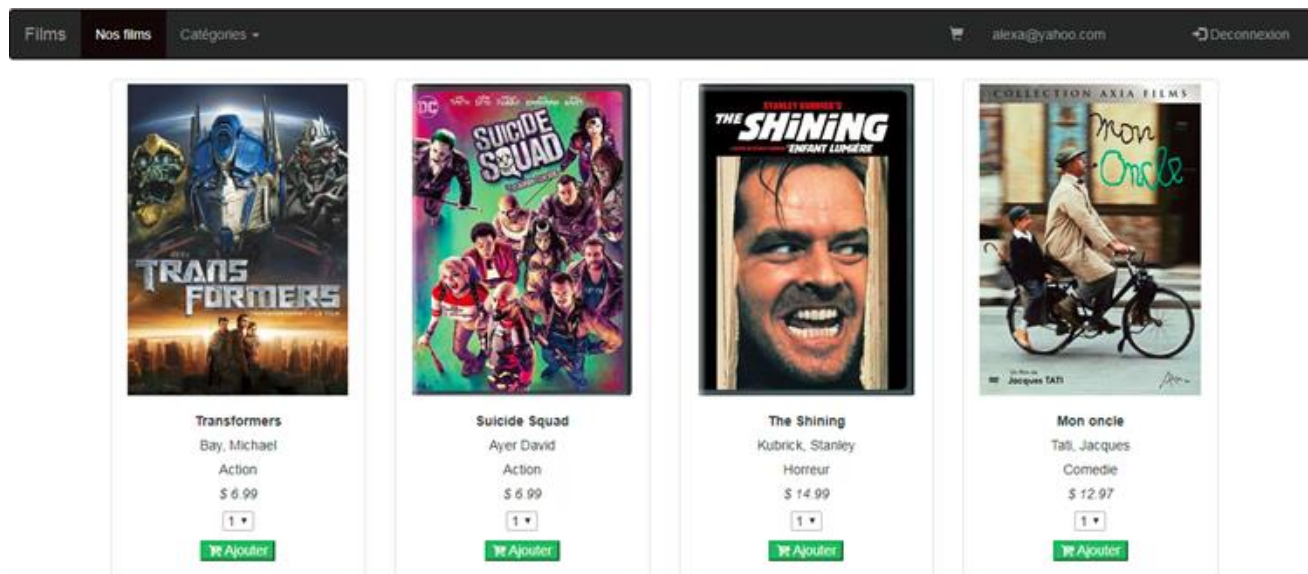 Films Nos films Catégories alexa@yahoo.com Deconnexion
TRANSFORMERS
DC
SUICIDE
SQUAD
STANLEY KUBRICK'S
THE SHiNiNG
ENFANT LUMIÈRE
COLLECTION AXIA FILMS
mon
Oncle
Un film de
Jacques TATI
Transformers
Bay, Michael
Action
$ 6.99
1
Ajouter
Suicide Squad
Ayer David
Action
$ 6.99
1
Ajouter
The Shining
Kubrick, Stanley
Horreur
$ 14.99
1
Ajouter
Mon oncle
Tati, Jacques
Comedie
$ 12.97
1
Ajouter